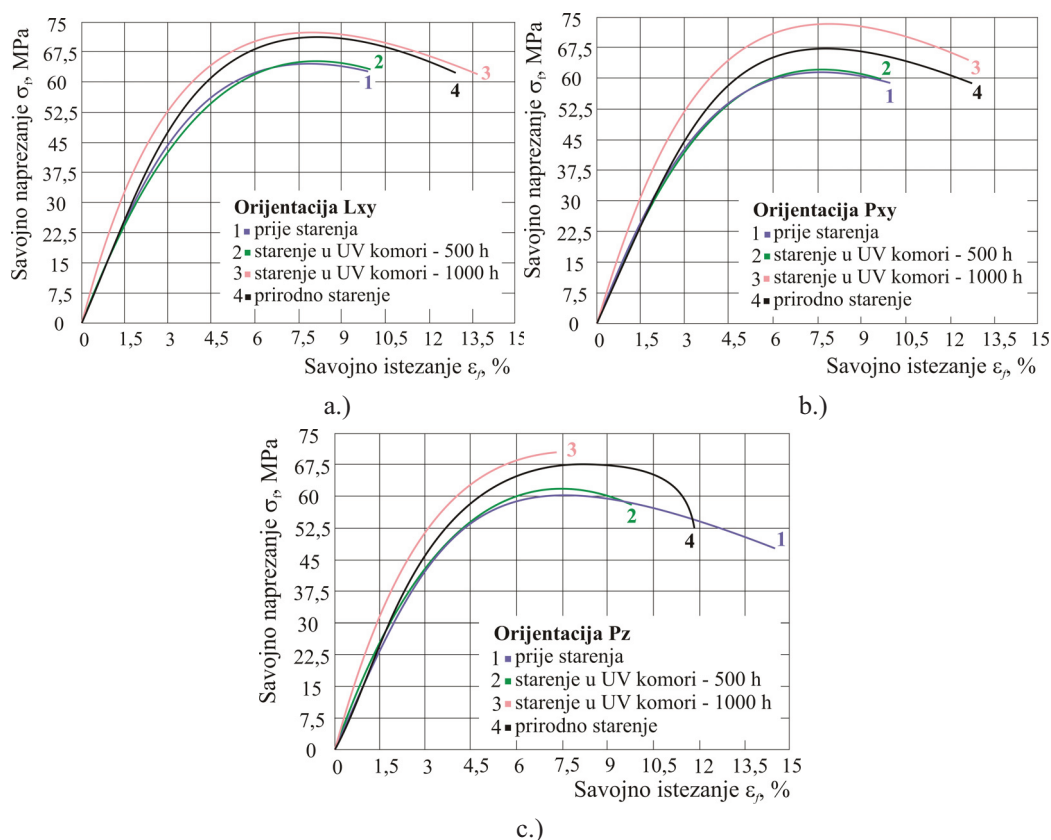 Savojno naprezanje σf, MPa
75
67,5
60
52,5
45
37,5
30
22,5
15
7,5
0
0 1,5 3 4,5 6 7,5 9 10,5 12 13,5 15
Savojno istezanje εf, %
2
1
4
3
Orijentacija Lxy
1 prije starenja
2 starenje u UV komori - 500 h
3 starenje u UV komori - 1000 h
4 prirodno starenje
a.)
Savojno naprezanje σf, MPa
75
67,5
60
52,5
45
37,5
30
22,5
15
7,5
0
0 1,5 3 4,5 6 7,5 9 10,5 12 13,5 15
Savojno istezanje εf, %
3
2
1
4
Orijentacija Pxy
1 prije starenja
2 starenje u UV komori - 500 h
3 starenje u UV komori - 1000 h
4 prirodno starenje
b.)
Savojno naprezanje σf, MPa
75
67,5
60
52,5
45
37,5
30
22,5
15
7,5
0
0 1,5 3 4,5 6 7,5 9 10,5 12 13,5 15
Savojno istezanje εf, %
3
2
4
1
Orijentacija Pz
1 prije starenja
2 starenje u UV komori - 500 h
3 starenje u UV komori - 1000 h
4 prirodno starenje
c.)